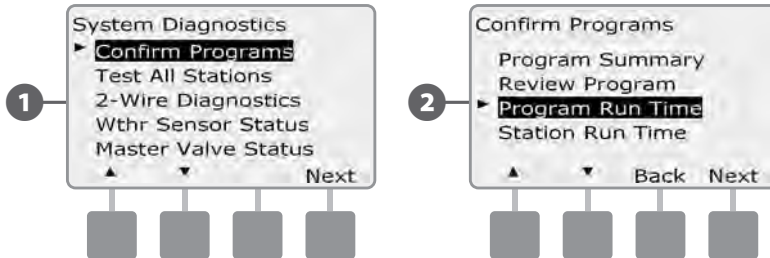 1
System Diagnostics
Confirm Programs
Test All Stations
2-Wire Diagnostics
Wthr Sensor Status
Master Valve Status
Next
2
Confirm Programs
Program Summary
Review Program
Program Run Time
Station Run Time
Back Next